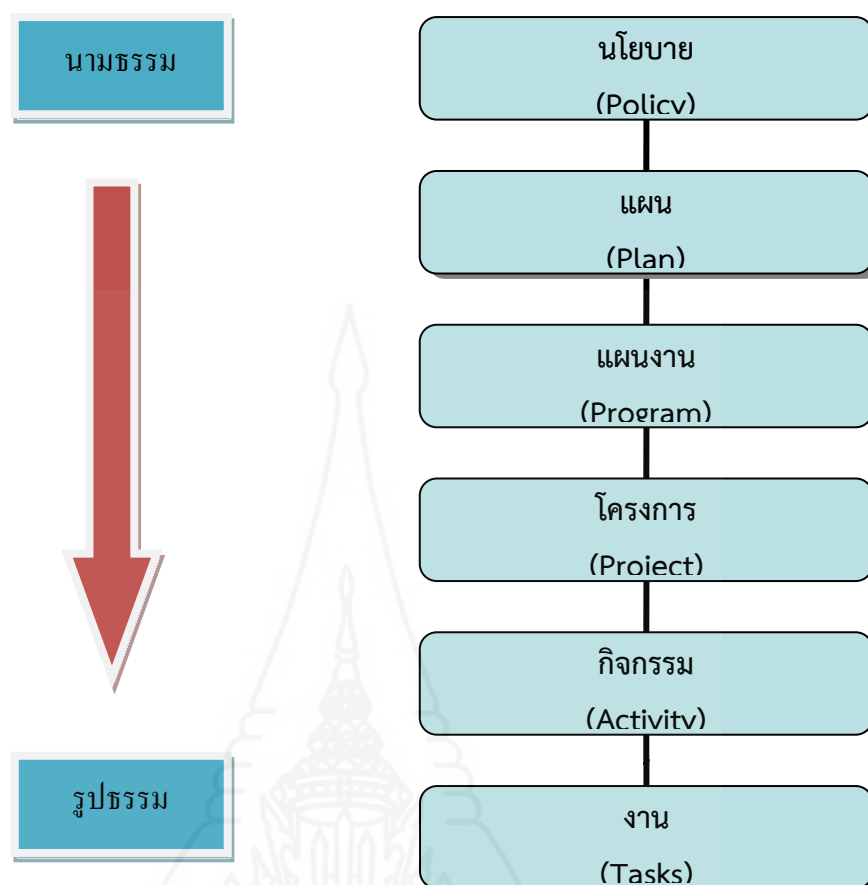 นามธรรม
นโยบาย
(Policy)
แผน
(Plan)
แผนงาน
(Program)
โครงการ
(Project)
กิจกรรม
(Activity)
รูปธรรม
งาน
(Tasks)